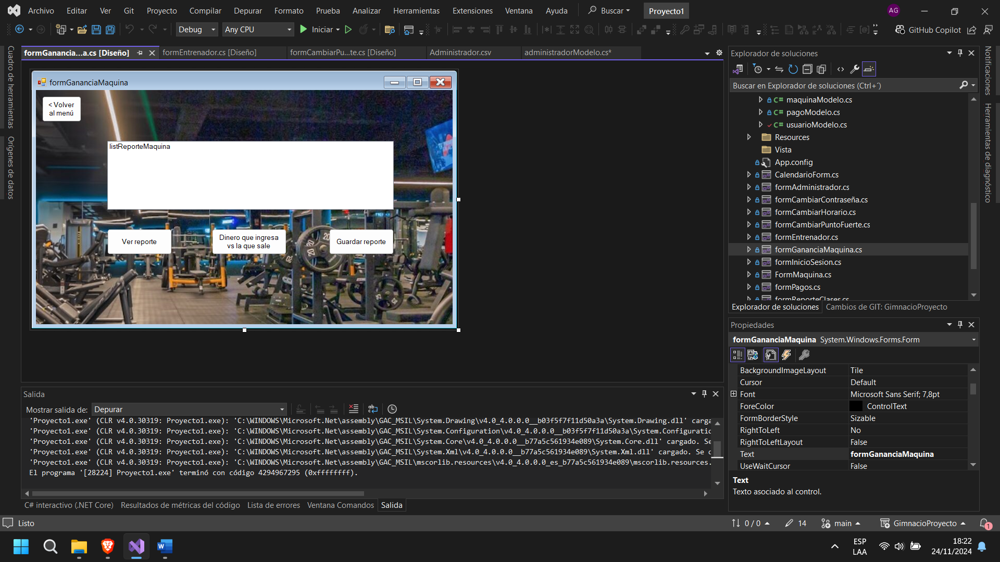 Archivo Editar Ver Git Proyecto Compilar Depurar Formato Prueba Analizar Herramientas Extensiones Ventana Ayuda Buscar Proyecto1 AG
Debug Any CPU Iniciar GitHub Copilot
formGanancia...a.cs [Diseño] formEntrenador.cs [Diseño] formCambiarPu...te.cs [Diseño] Administrador.csv administradorModelo.cs*
Cuadro de herramientas
Orígenes de datos
formGananciaMaquina
< Volver
al menú
listReporteMaquina
Ver reporte
Dinero que ingresa
vs la que sale
Guardar reporte
Explorador de soluciones
Buscar en Explorador de soluciones (Ctrl+´)
maquinaModelo.cs
pagoModelo.cs
usuarioModelo.cs
Resources
Vista
App.config
CalendarioForm.cs
formAdministrador.cs
formCambiarContraseña.cs
formCambiarHorario.cs
formCambiarPuntoFuerte.cs
formEntrenador.cs
formGananciaMaquina.cs
formInicioSesion.cs
FormMaquina.cs
formPagos.cs
formReporteClases.cs
Explorador de soluciones Cambios de GIT: GimnacioProyecto
Notificaciones
Herramientas de diagnóstico
Propiedades
formGananciaMaquina System.Windows.Forms.Form
BackgroundImageLayout Tile
Cursor Default
Font Microsoft Sans Serif; 7,8pt
ForeColor ControlText
FormBorderStyle Sizable
RightToLeft No
RightToLeftLayout False
Text formGananciaMaquina
UseWaitCursor False
Text
Texto asociado al control.
Salida
Mostrar salida de: Depurar
'Proyecto1.exe' (CLR v4.0.30319: Proyecto1.exe): 'C:\WINDOWS\Microsoft.Net\assembly\GAC_MSIL\System.Drawing\v4.0_4.0.0.0__b03f5f7f11d50a3a\System.Drawing.dll' carga
'Proyecto1.exe' (CLR v4.0.30319: Proyecto1.exe): 'C:\WINDOWS\Microsoft.Net\assembly\GAC_MSIL\System.Configuration\v4.0_4.0.0.0__b03f5f7f11d50a3a\System.Configuratio
'Proyecto1.exe' (CLR v4.0.30319: Proyecto1.exe): 'C:\WINDOWS\Microsoft.Net\assembly\GAC_MSIL\System.Core\v4.0_4.0.0.0__b77a5c561934e089\System.Core.dll' cargado. Se
'Proyecto1.exe' (CLR v4.0.30319: Proyecto1.exe): 'C:\WINDOWS\Microsoft.Net\assembly\GAC_MSIL\System.Xml\v4.0_4.0.0.0__b77a5c561934e089\System.Xml.dll' cargado. Se c
'Proyecto1.exe' (CLR v4.0.30319: Proyecto1.exe): 'C:\WINDOWS\Microsoft.Net\assembly\GAC_MSIL\mscorlib.resources\v4.0_4.0.0.0_es_b77a5c561934e089\mscorlib.resources.
El programa '[28224] Proyecto1.exe' terminó con código 4294967295 (0xffffffff).
C# interactivo (.NET Core) Resultados de métricas del código Lista de errores Ventana Comandos Salida
Listo 0 / 0 14 main GimnacioProyecto 1
ESP
LAA
18:22
24/11/2024